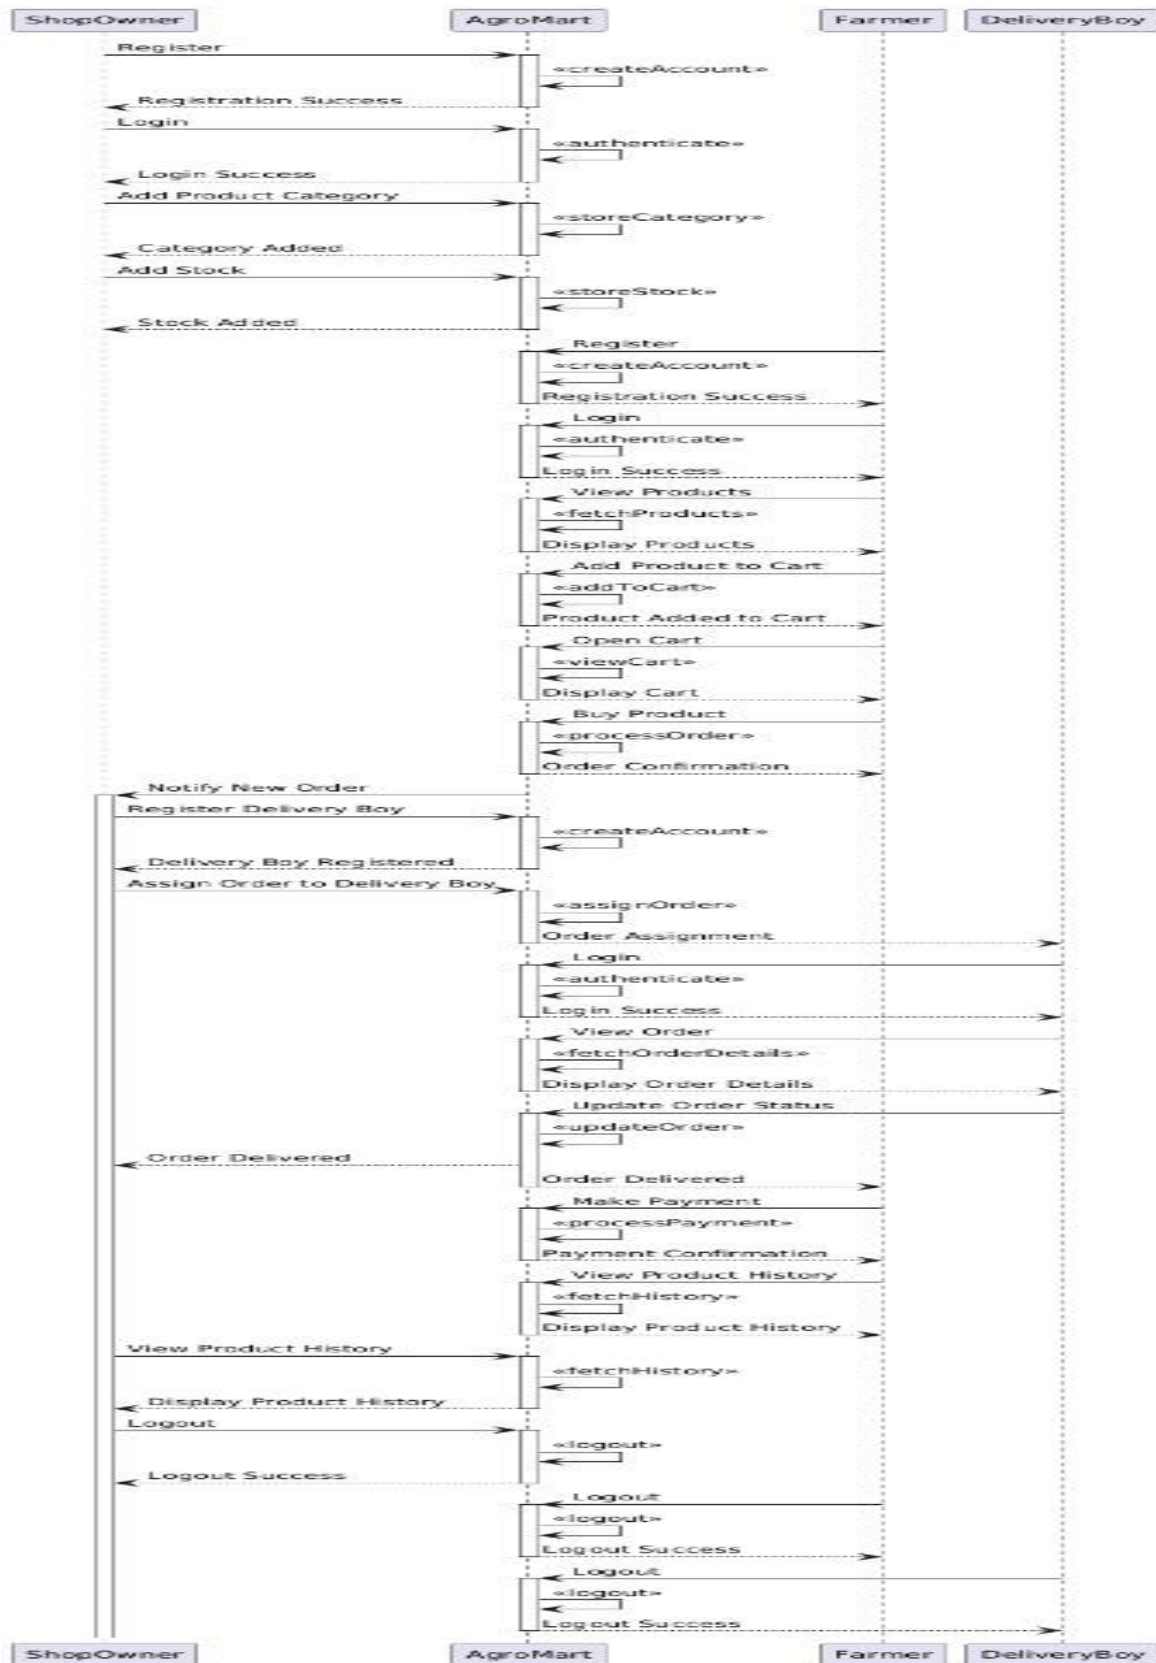 ShopOwner AgroMart Farmer DeliveryBoy
Register
«createAccount»
Registration Success
Login
«authenticate»
Login Success
Add Product Category
«storeCategory»
Category Added
Add Stock
«storeStock»
Stock Added
Register
«createAccount»
Registration Success
Login
«authenticate»
Login Success
View Products
«fetchProducts»
Display Products
Add Product to Cart
«addToCart»
Product Added to Cart
Open Cart
«viewCart»
Display Cart
Buy Product
«processOrder»
Order Confirmation
Notify New Order
Register Delivery Boy
«createAccount»
Delivery Boy Registered
Assign Order to Delivery Boy
«assignOrder»
Order Assignment
Login
«authenticate»
Login Success
View Order
«fetchOrderDetails»
Display Order Details
Update Order Status
«updateOrder»
Order Delivered
Order Delivered
Make Payment
«processPayment»
Payment Confirmation
View Product History
«fetchHistory»
Display Product History
View Product History
«fetchHistory»
Display Product History
Logout
«logout»
Logout Success
Logout
«logout»
Logout Success
Logout
«logout»
Logout Success
ShopOwner AgroMart Farmer DeliveryBoy